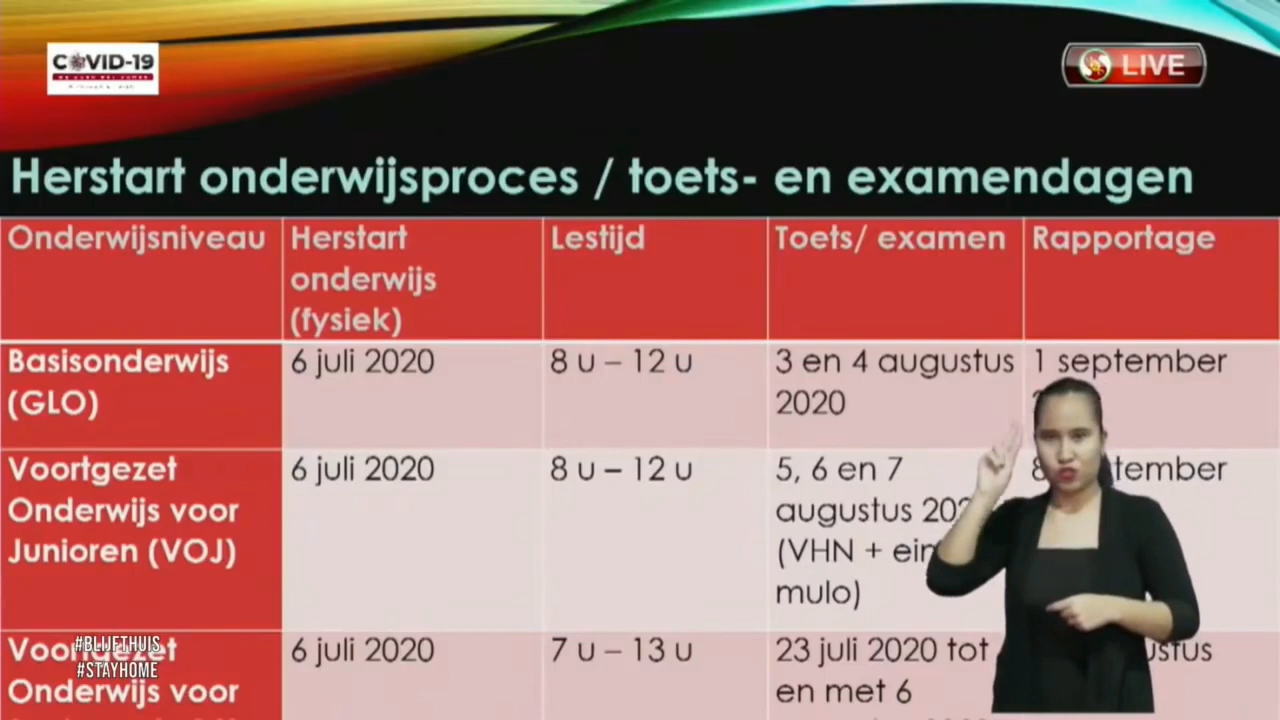 COVID-19
LIVE
Herstart onderwijsproces / toets- en examendagen
Onderwijsniveau
Herstart
onderwijs
(fysiek)
Lestijd
Toets/ examen
Rapportage
Basisonderwijs
(GLO)
6 juli 2020
8 u – 12 u
3 en 4 augustus
2020
1 september
Voortgezet
Onderwijs voor
Junioren (VOJ)
6 juli 2020
8 u – 12 u
5, 6 en 7
augustus
(VHN +
mulo)
8
Voortgezet
Onderwijs voor
6 juli 2020
7 u – 13 u
23 juli 2020 tot
en met 6
#BLIJFTHUIS
#STAYHOME